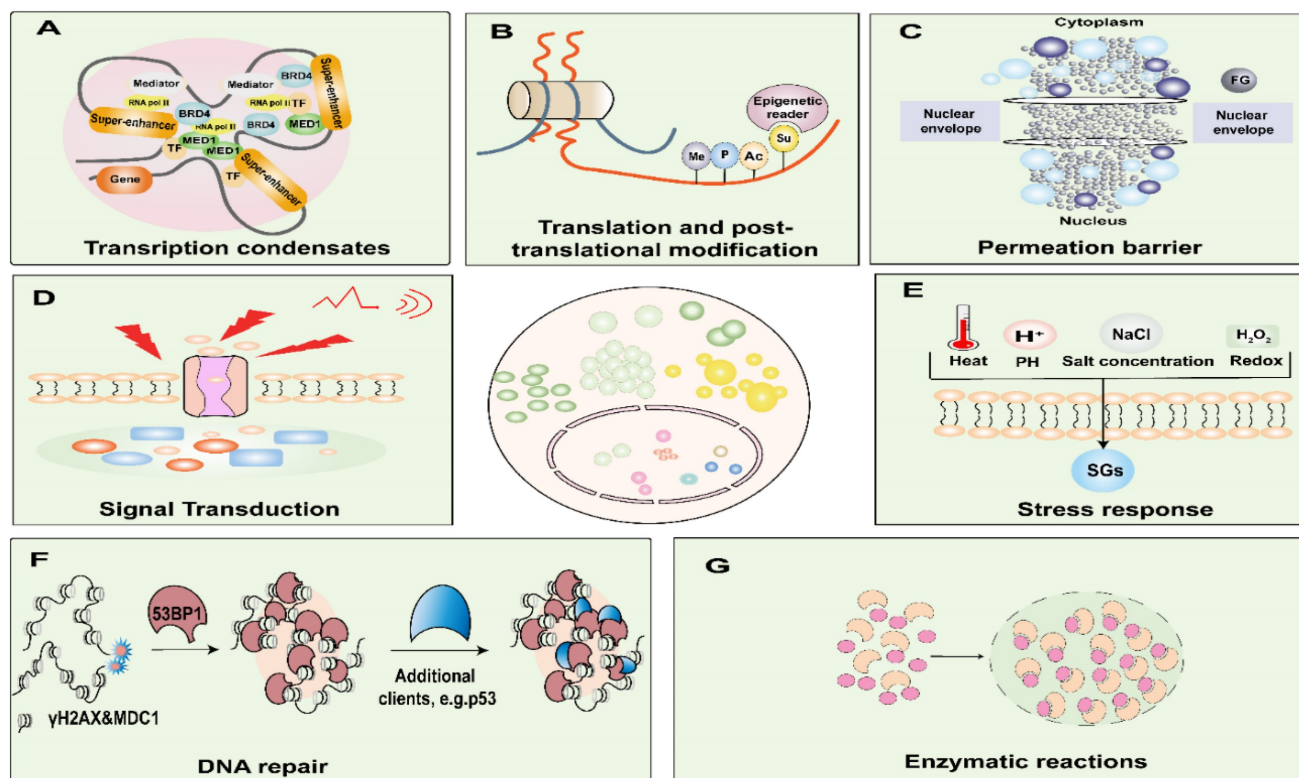 A
Mediator
Mediator
BRD4
Super-enhancer
RNA pol II
BRD4
RNA pol II
TF
Super-enhancer
RNA pol II
BRD4
MED1
MED1
TF
MED1
Gene
TF
Super-enhancer
Transription condensates
B
Epigenetic
reader
Me
P
Ac
Su
Translation and post-
translational modification
C
Cytoplasm
FG
Nuclear
envelope
Nuclear
envelope
Nucleus
Permeation barrier
D
Signal Transduction
E
H⁺
NaCl
H₂O₂
Heat
PH
Salt concentration
Redox
SGs
Stress response
F
53BP1
Additional
clients, e.g.p53
γH2AX&MDC1
DNA repair
G
Enzymatic reactions